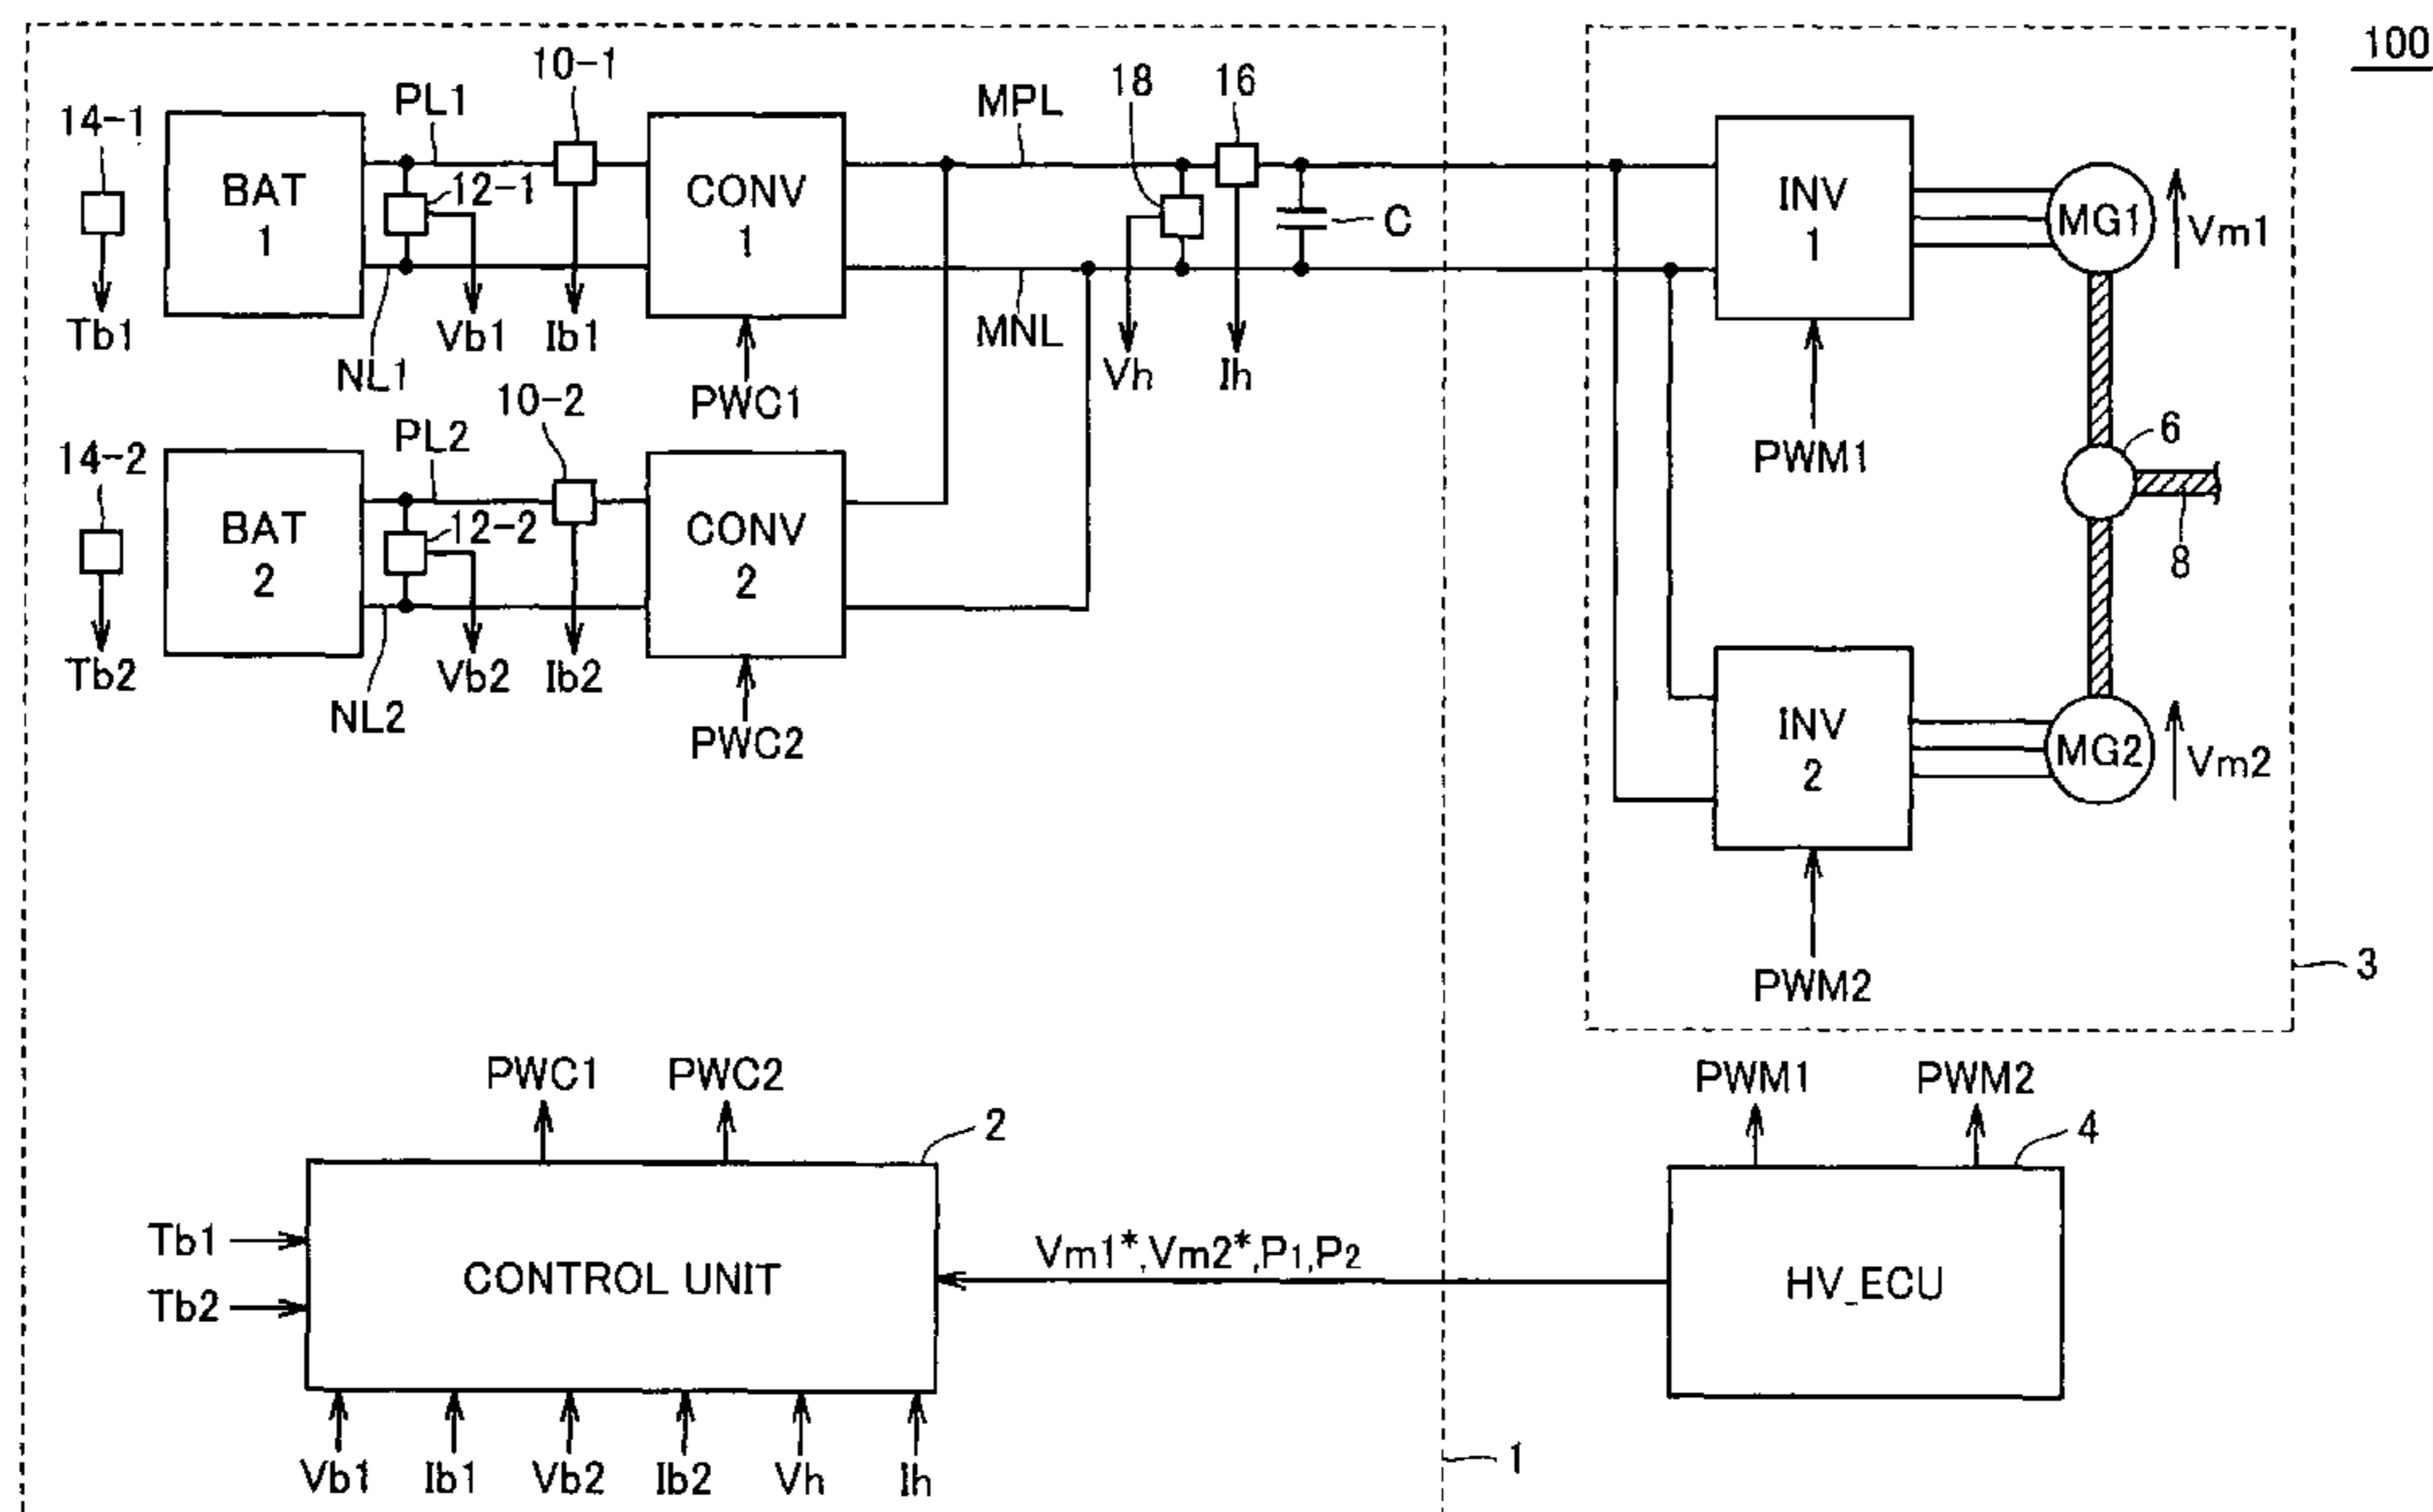 100
10-1
18
16
14-1
PL1
MPL
BAT
1
12-1
CONV
1
C
INV
1
MG1
Vm1
Tb1
NL1
Vb1
Ib1
PWC1
MNL
Vh
Ih
PWM1
10-2
14-2
PL2
6
BAT
2
12-2
CONV
2
8
Tb2
NL2
Vb2
Ib2
PWC2
INV
2
MG2
Vm2
PWM2
3
PWC1
PWC2
2
PWM1
PWM2
4
Tb1
Tb2
CONTROL UNIT
Vm1*,Vm2*,P1,P2
HV_ECU
Vb1
Ib1
Vb2
Ib2
Vh
Ih
1